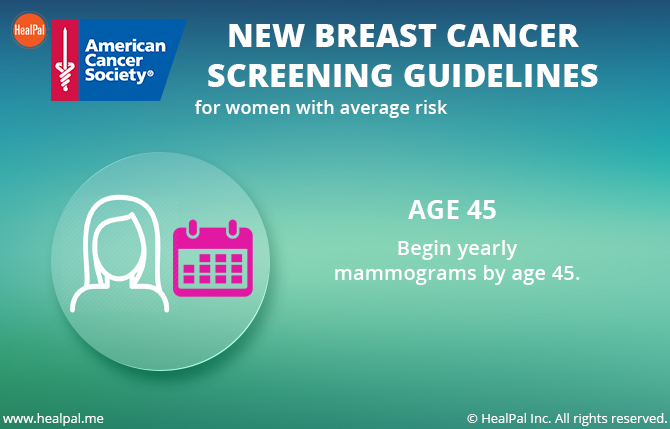 HealPal
American
Cancer
Society®
NEW BREAST CANCER
SCREENING GUIDELINES
for women with average risk
AGE 45
Begin yearly
mammograms by age 45.
www.healpal.me
© HealPal Inc. All rights reserved.